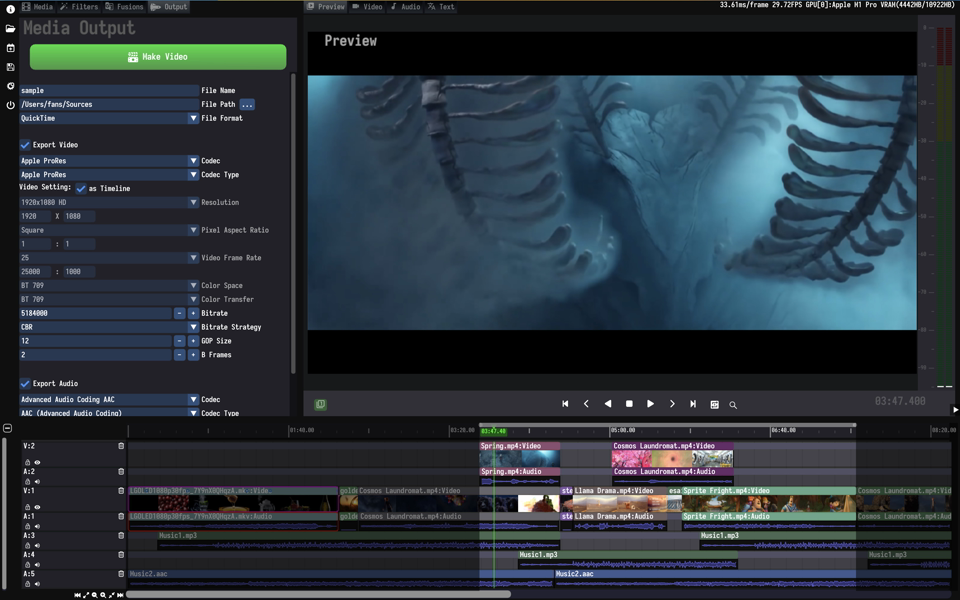 Media Filters Fusions Output
Preview Video Audio Text
33.61ms/frame 29.72FPS GPU[0]:Apple M1 Pro VRAM(4442MB/10922MB)
Media Output
Make Video
sample File Name
/Users/fans/Sources File Path ...
QuickTime File Format
Export Video
Apple ProRes Codec
Apple ProRes Codec Type
Video Setting: as Timeline
1920x1080 HD Resolution
1920 X 1080
Square Pixel Aspect Ratio
1 : 1
25 Video Frame Rate
25000 : 1000
BT 709 Color Space
BT 709 Color Transfer
5184000 - + Bitrate
CBR Bitrate Strategy
12 - + GOP Size
2 - + B Frames
Export Audio
Advanced Audio Coding AAC Codec
AAC (Advanced Audio Coding) Codec Type
Preview
03:47.400
01:40.00 03:20.00 03:47.40 05:00.00 06:40.00 08:20.00
V:2 Spring.mp4:Video Cosmos Laundromat.mp4:Video
A:2 Spring.mp4:Audio Cosmos Laundromat.mp4:Audio
V:1 golde Cosmos Laundromat.mp4:Video ste Llama Drama.mp4:Video esa Sprite Fright.mp4:Video Cosmos Laundromat.mp4:Vid
A:1 golde Cosmos Laundromat.mp4:Audio ste Llama Drama.mp4:Audio Sprite Fright.mp4:Audio Cosmos Laundromat.mp4:Aud
A:3 Music1.mp3 Music1.mp3
A:4 Music1.mp3 Music1.mp3
A:5 Music2.aac Music2.aac